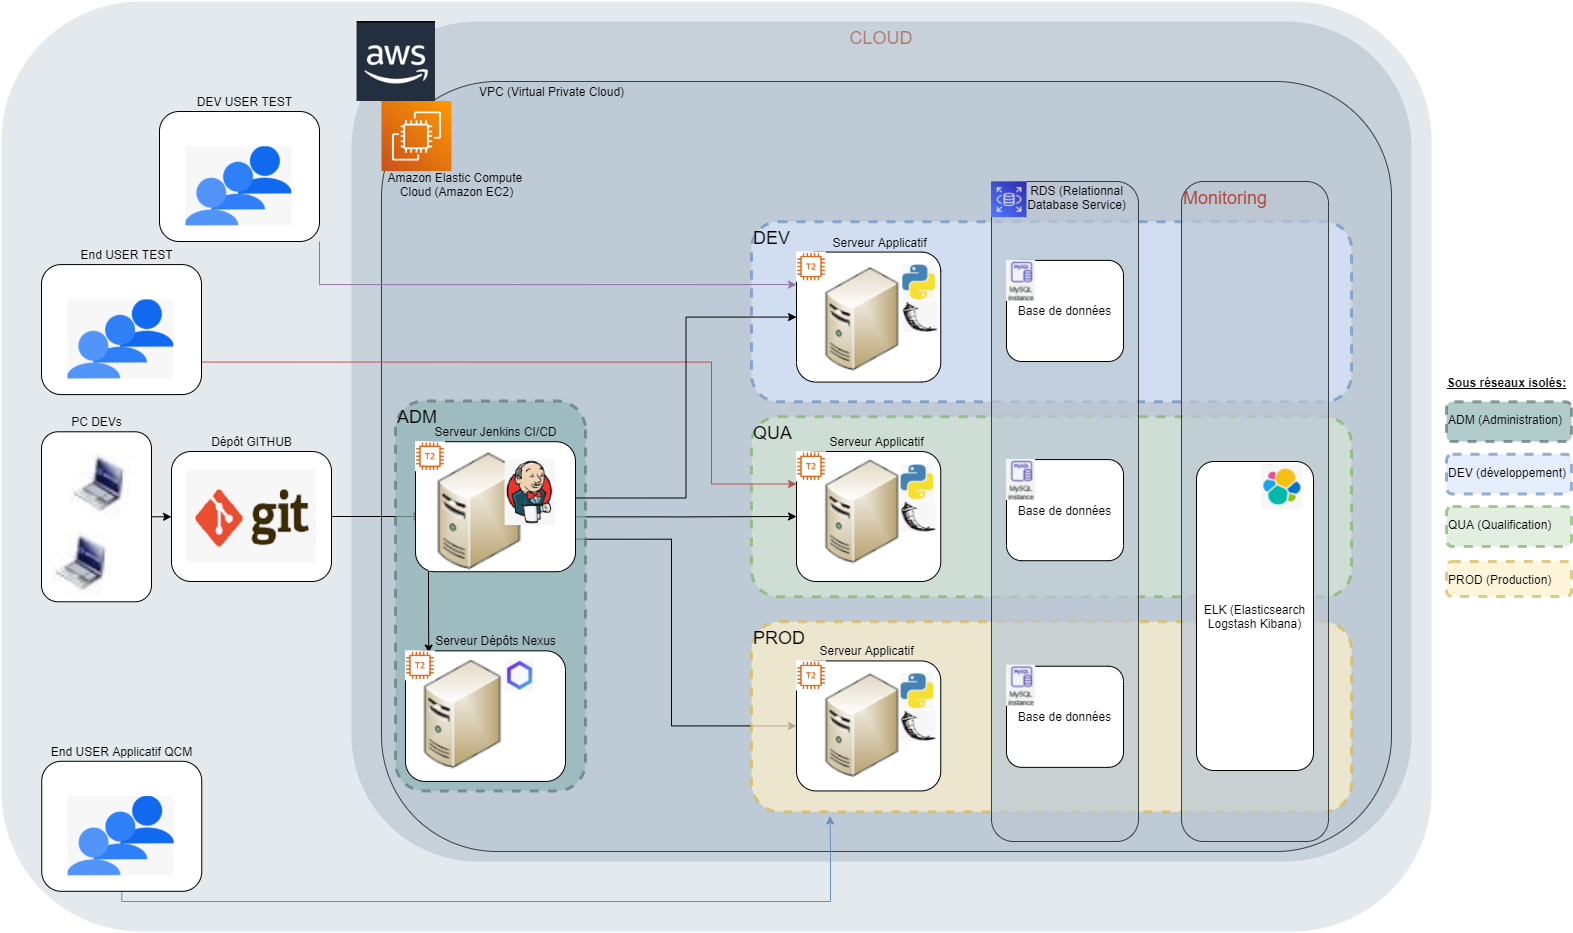 aws
CLOUD
VPC (Virtual Private Cloud)
DEV USER TEST
Amazon Elastic Compute
Cloud (Amazon EC2)
RDS (Relationnal
Database Service)
Monitoring
DEV
Serveur Applicatif
T2
MySQL
MySQL
instance
Base de données
End USER TEST
PC DEVs
Dépôt GITHUB
git
ADM
Serveur Jenkins CI/CD
T2
QUA
Serveur Applicatif
T2
MySQL
MySQL
instance
Base de données
ELK (Elasticsearch
Logstash Kibana)
Serveur Dépôts Nexus
T2
PROD
Serveur Applicatif
T2
MySQL
MySQL
instance
Base de données
End USER Applicatif QCM
Sous réseaux isolés:
ADM (Administration)
DEV (développement)
QUA (Qualification)
PROD (Production)